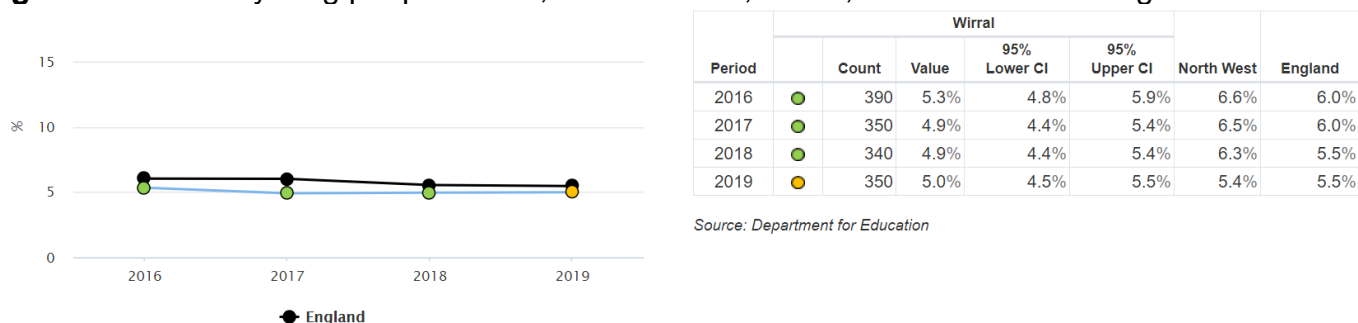 15
%
10
5
0
2016 2017 2018 2019
England
Wirral
Period Count Value 95% Lower CI 95% Upper CI North West England
2016 390 5.3% 4.8% 5.9% 6.6% 6.0%
2017 350 4.9% 4.4% 5.4% 6.5% 6.0%
2018 340 4.9% 4.4% 5.4% 6.3% 5.5%
2019 350 5.0% 4.5% 5.5% 5.4% 5.5%
Source: Department for Education